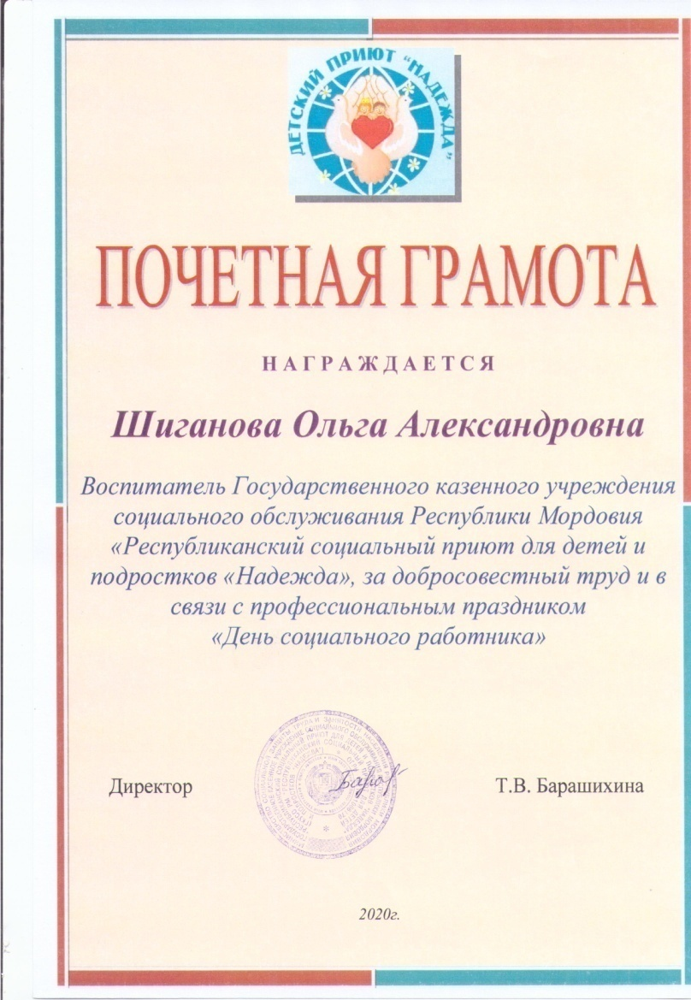 ДЕТСКИЙ ПРИЮТ "НАДЕЖДА"
ПОЧЕТНАЯ ГРАМОТА
НАГРАЖДАЕТСЯ
Шиганова Ольга Александровна
Воспитатель Государственного казенного учреждения
социального обслуживания Республики Мордовия
«Республиканский социальный приют для детей и
подростков «Надежда», за добросовестный труд и в
связи с профессиональным праздником
«День социального работника»
Директор
Т.В. Барашихина
2020г.